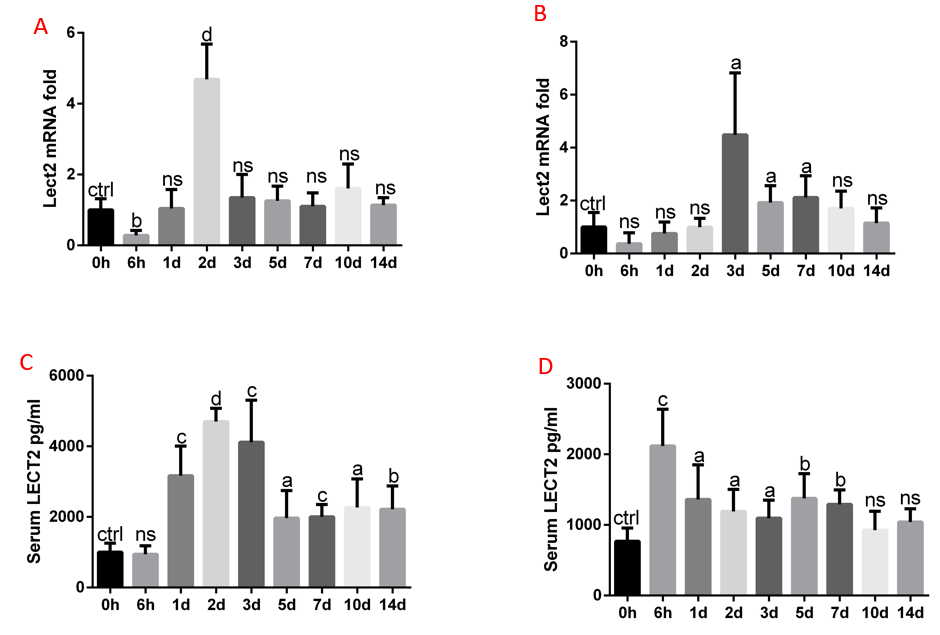 A
Lect2 mRNA fold
6
4
2
0
ctrl
b
ns
d
ns
ns
ns
ns
ns
0h 6h 1d 2d 3d 5d 7d 10d 14d
B
Lect2 mRNA fold
8
6
4
2
0
ctrl
ns
ns
ns
a
a
a
ns
ns
0h 6h 1d 2d 3d 5d 7d 10d 14d
C
Serum LECT2 pg/ml
6000
4000
2000
0
ctrl
ns
c
d
c
a
c
a
b
0h 6h 1d 2d 3d 5d 7d 10d 14d
D
Serum LECT2 pg/ml
3000
2000
1000
0
ctrl
c
a
a
a
b
b
ns
ns
0h 6h 1d 2d 3d 5d 7d 10d 14d